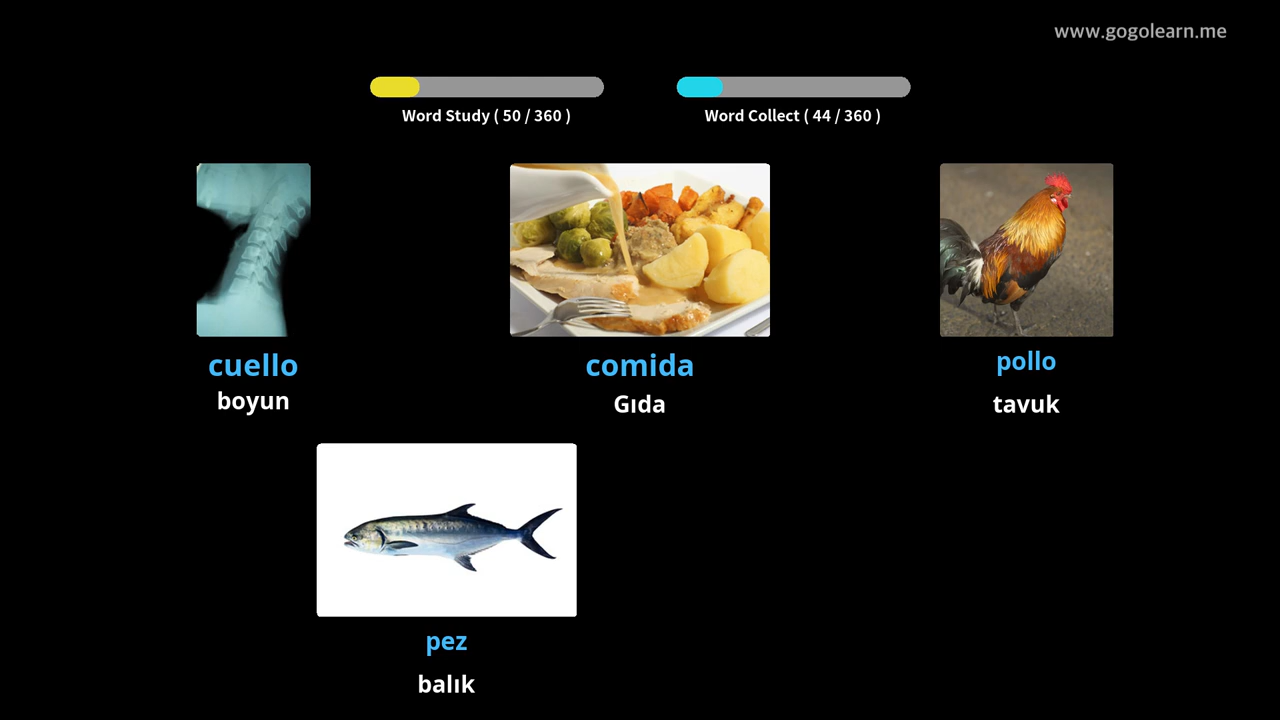 www.gogolearn.me
Word Study ( 50 / 360 )
Word Collect ( 44 / 360 )
cuello
boyun
comida
Gıda
pollo
tavuk
pez
balık